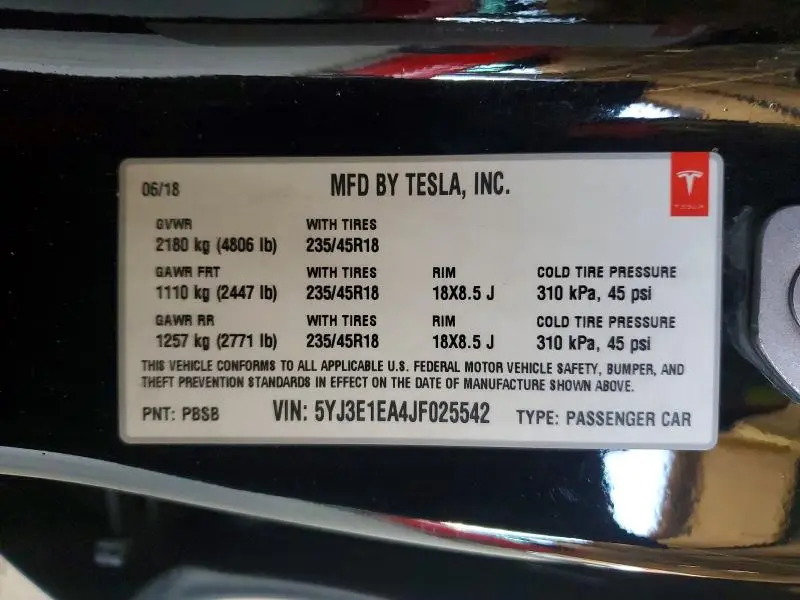 06/18 MFD BY TESLA, INC.
TESLA
GVWR WITH TIRES
2180 kg (4806 lb) 235/45R18
GAWR FRT WITH TIRES RIM COLD TIRE PRESSURE
1110 kg (2447 lb) 235/45R18 18X8.5 J 310 kPa, 45 psi
GAWR RR WITH TIRES RIM COLD TIRE PRESSURE
1257 kg (2771 lb) 235/45R18 18X8.5 J 310 kPa, 45 psi
THIS VEHICLE CONFORMS TO ALL APPLICABLE U.S. FEDERAL MOTOR VEHICLE SAFETY, BUMPER, AND
THEFT PREVENTION STANDARDS IN EFFECT ON THE DATE OF MANUFACTURE SHOWN ABOVE.
PNT: PBSB VIN: 5YJ3E1EA4JF025542 TYPE: PASSENGER CAR